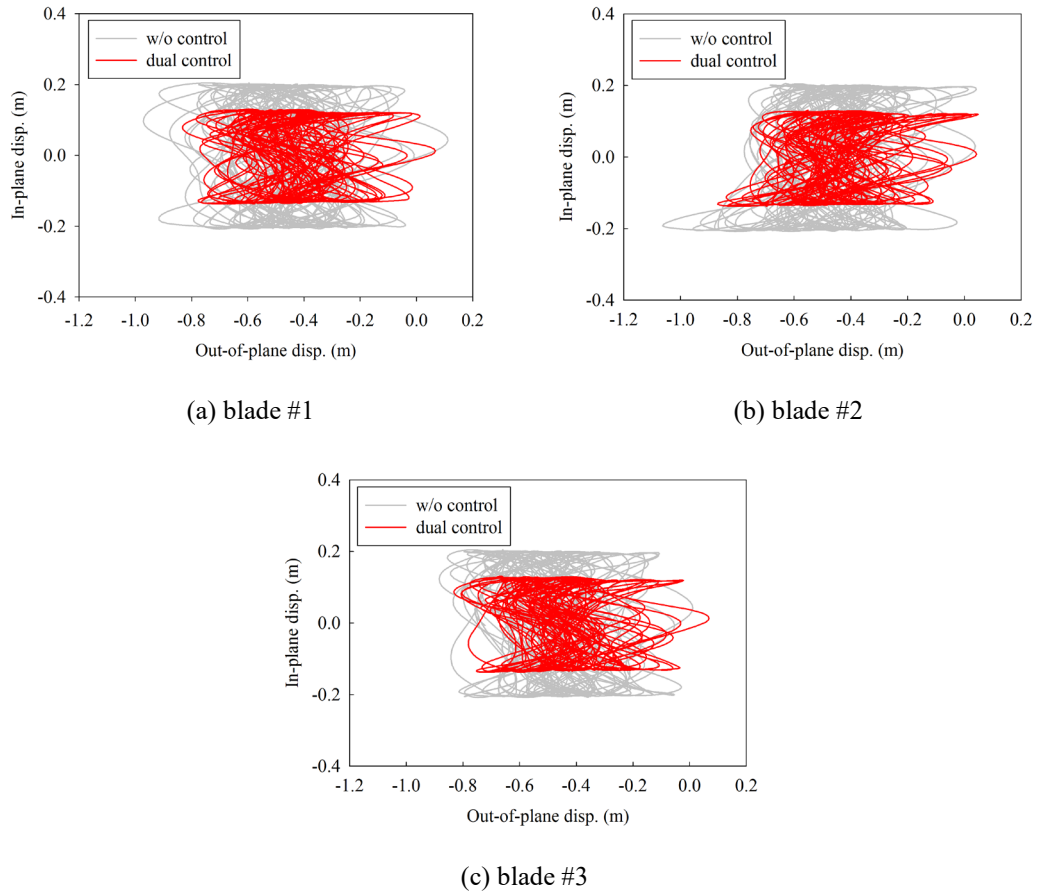 0.4
w/o control
dual control
0.2
0.0
-0.2
-0.4
In-plane disp. (m)
-1.2 -1.0 -0.8 -0.6 -0.4 -0.2 0.0 0.2
Out-of-plane disp. (m)
(a) blade #1
0.4
w/o control
dual control
0.2
0.0
-0.2
-0.4
In-plane disp. (m)
-1.2 -1.0 -0.8 -0.6 -0.4 -0.2 0.0 0.2
Out-of-plane disp. (m)
(b) blade #2
0.4
w/o control
dual control
0.2
0.0
-0.2
-0.4
In-plane disp. (m)
-1.2 -1.0 -0.8 -0.6 -0.4 -0.2 0.0 0.2
Out-of-plane disp. (m)
(c) blade #3